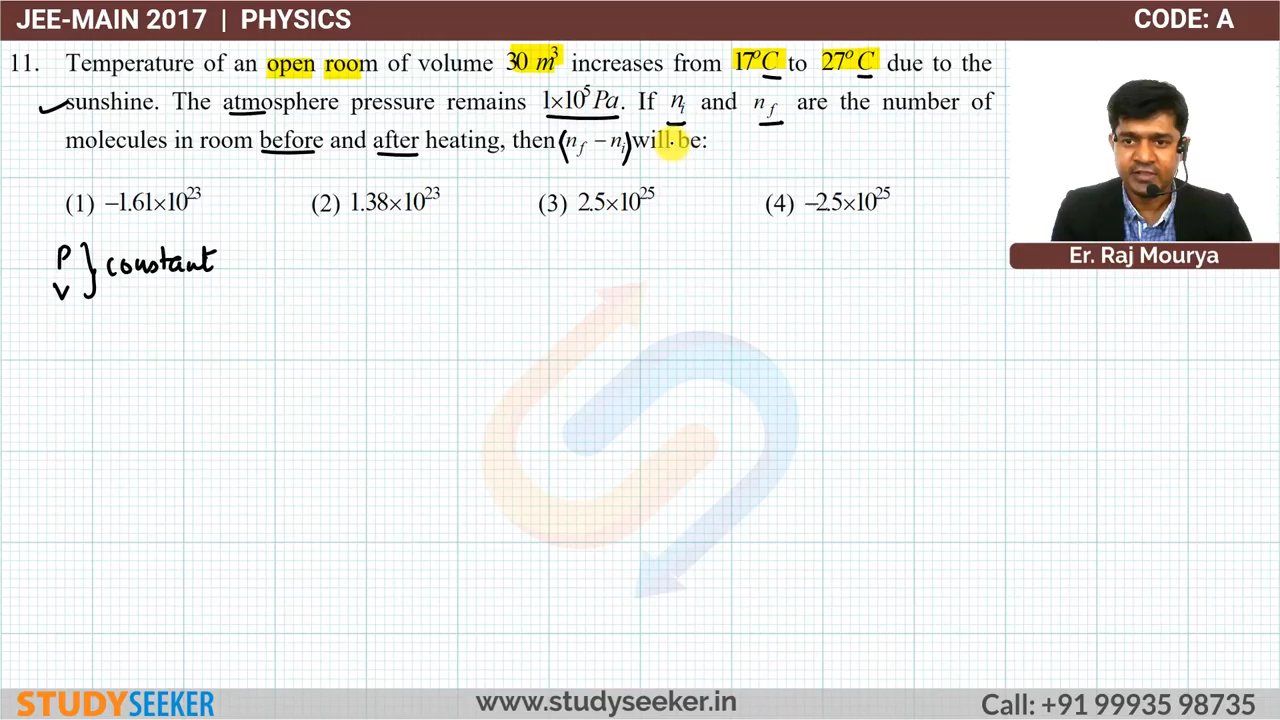 JEE-MAIN 2017 | PHYSICS
CODE: A
11. Temperature of an open room of volume 30 m³ increases from 17°C to 27°C due to the
sunshine. The atmosphere pressure remains 1×10⁵ Pa. If nᵢ and n_f are the number of
molecules in room before and after heating, then (n_f − nᵢ) will be:
(1) −1.61×10²³ (2) 1.38×10²³ (3) 2.5×10²⁵ (4) −2.5×10²⁵
P
V } constant
Er. Raj Mourya
STUDYSEEKER
www.studyseeker.in
Call: +91 99935 98735